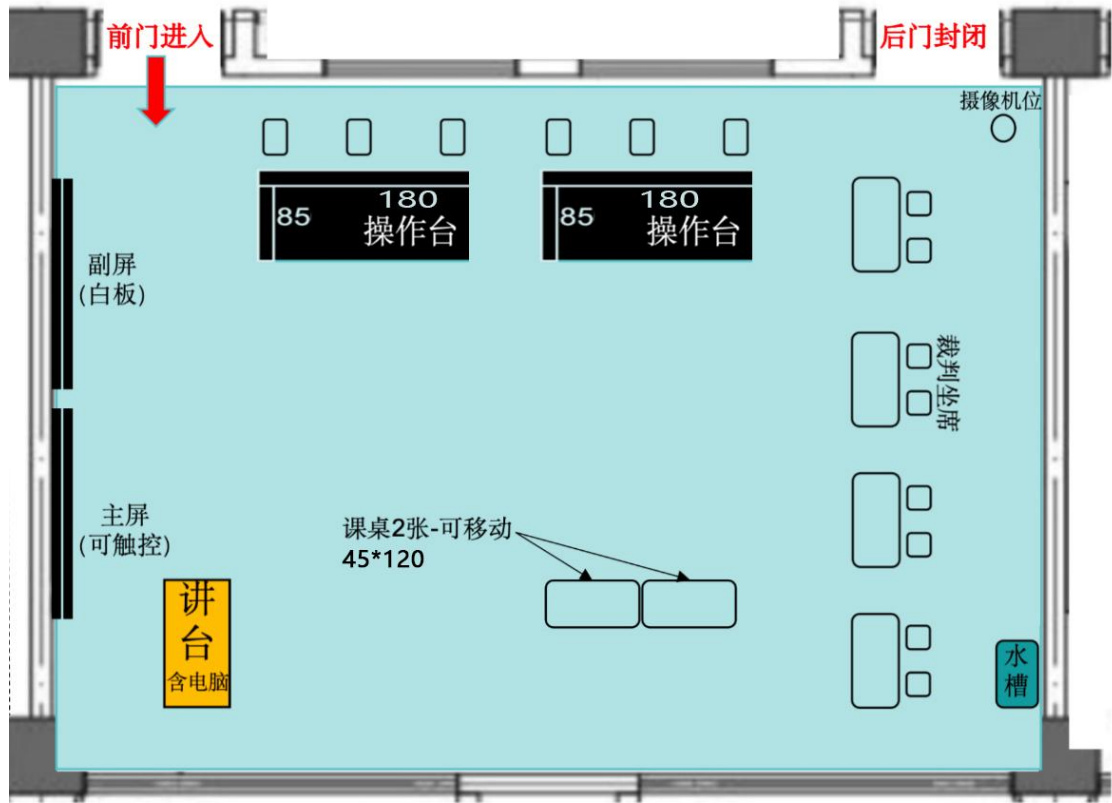 前门进入
后门封闭
摄像机位
85
180
操作台
85
180
操作台
副屏
(白板)
裁判坐席
主屏
(可触控)
课桌2张-可移动
45*120
讲
台
含电脑
水
槽